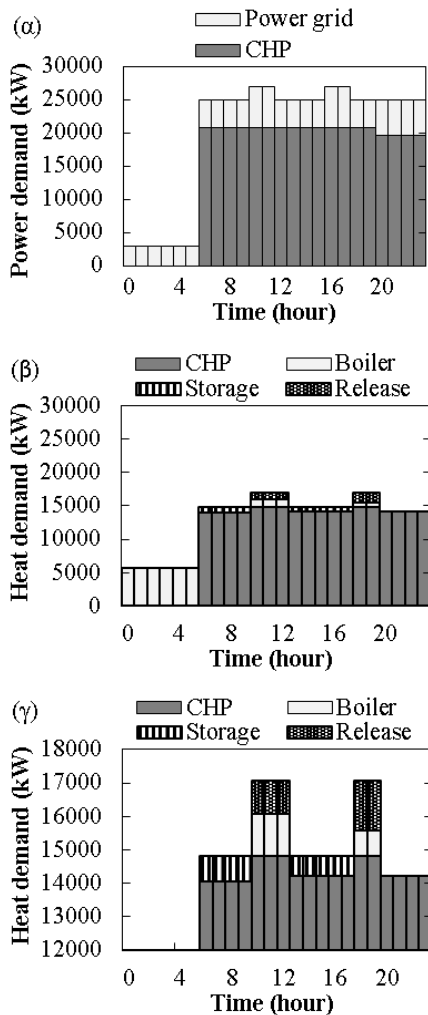 (α)
Power grid
CHP
30000
25000
20000
15000
10000
5000
0
Power demand (kW)
0 4 8 12 16 20
Time (hour)
(β)
CHP Boiler
Storage Release
30000
25000
20000
15000
10000
5000
0
Heat demand (kW)
0 4 8 12 16 20
Time (hour)
(γ)
CHP Boiler
Storage Release
18000
17000
16000
15000
14000
13000
12000
Heat demand (kW)
0 4 8 12 16 20
Time (hour)